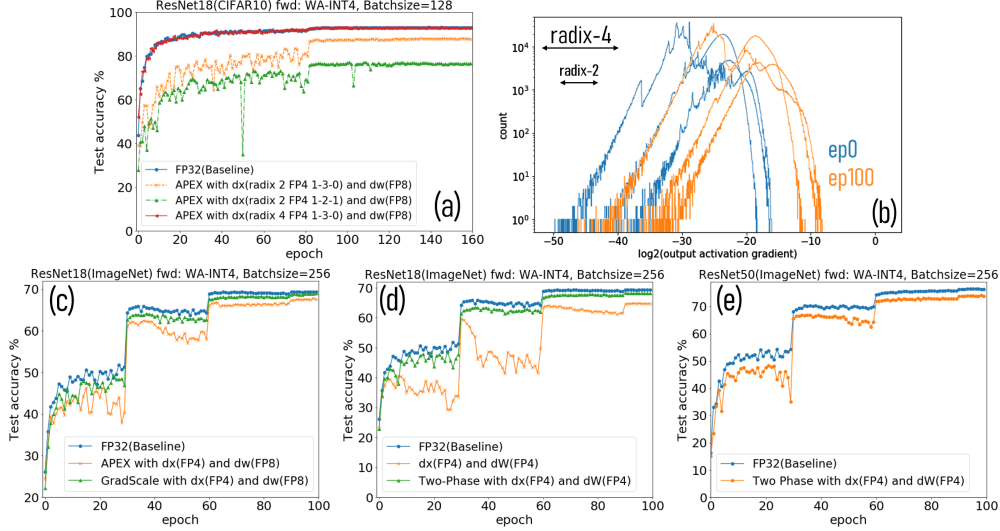 ResNet18(CIFAR10) fwd: WA-INT4, Batchsize=128
Test accuracy %
100
80
60
40
20
0
FP32(Baseline)
APEX with dx(radix 2 FP4 1-3-0) and dw(FP8)
APEX with dx(radix 2 FP4 1-2-1) and dw(FP8)
APEX with dx(radix 4 FP4 1-3-0) and dw(FP8)
(a)
0 20 40 60 80 100 120 140 160
epoch
radix-4
radix-2
count
10^4
10^3
10^2
10^1
10^0
ep0
ep100
(b)
−50 −40 −30 −20 −10 0
log2(output activation gradient)
ResNet18(ImageNet) fwd: WA-INT4, Batchsize=256
(c)
Test accuracy %
70
60
50
40
30
20
FP32(Baseline)
APEX with dx(FP4) and dw(FP8)
GradScale with dx(FP4) and dw(FP8)
0 20 40 60 80 100
epoch
ResNet18(ImageNet) fwd: WA-INT4, Batchsize=256
(d)
Test accuracy %
70
60
50
40
30
20
10
0
FP32(Baseline)
dx(FP4) and dW(FP4)
Two-Phase with dx(FP4) and dW(FP4)
0 20 40 60 80 100
epoch
ResNet50(ImageNet) fwd: WA-INT4, Batchsize=256
(e)
Test accuracy %
80
70
60
50
40
30
20
10
0
FP32(Baseline)
Two Phase with dx(FP4) and dW(FP4)
0 20 40 60 80 100
epoch